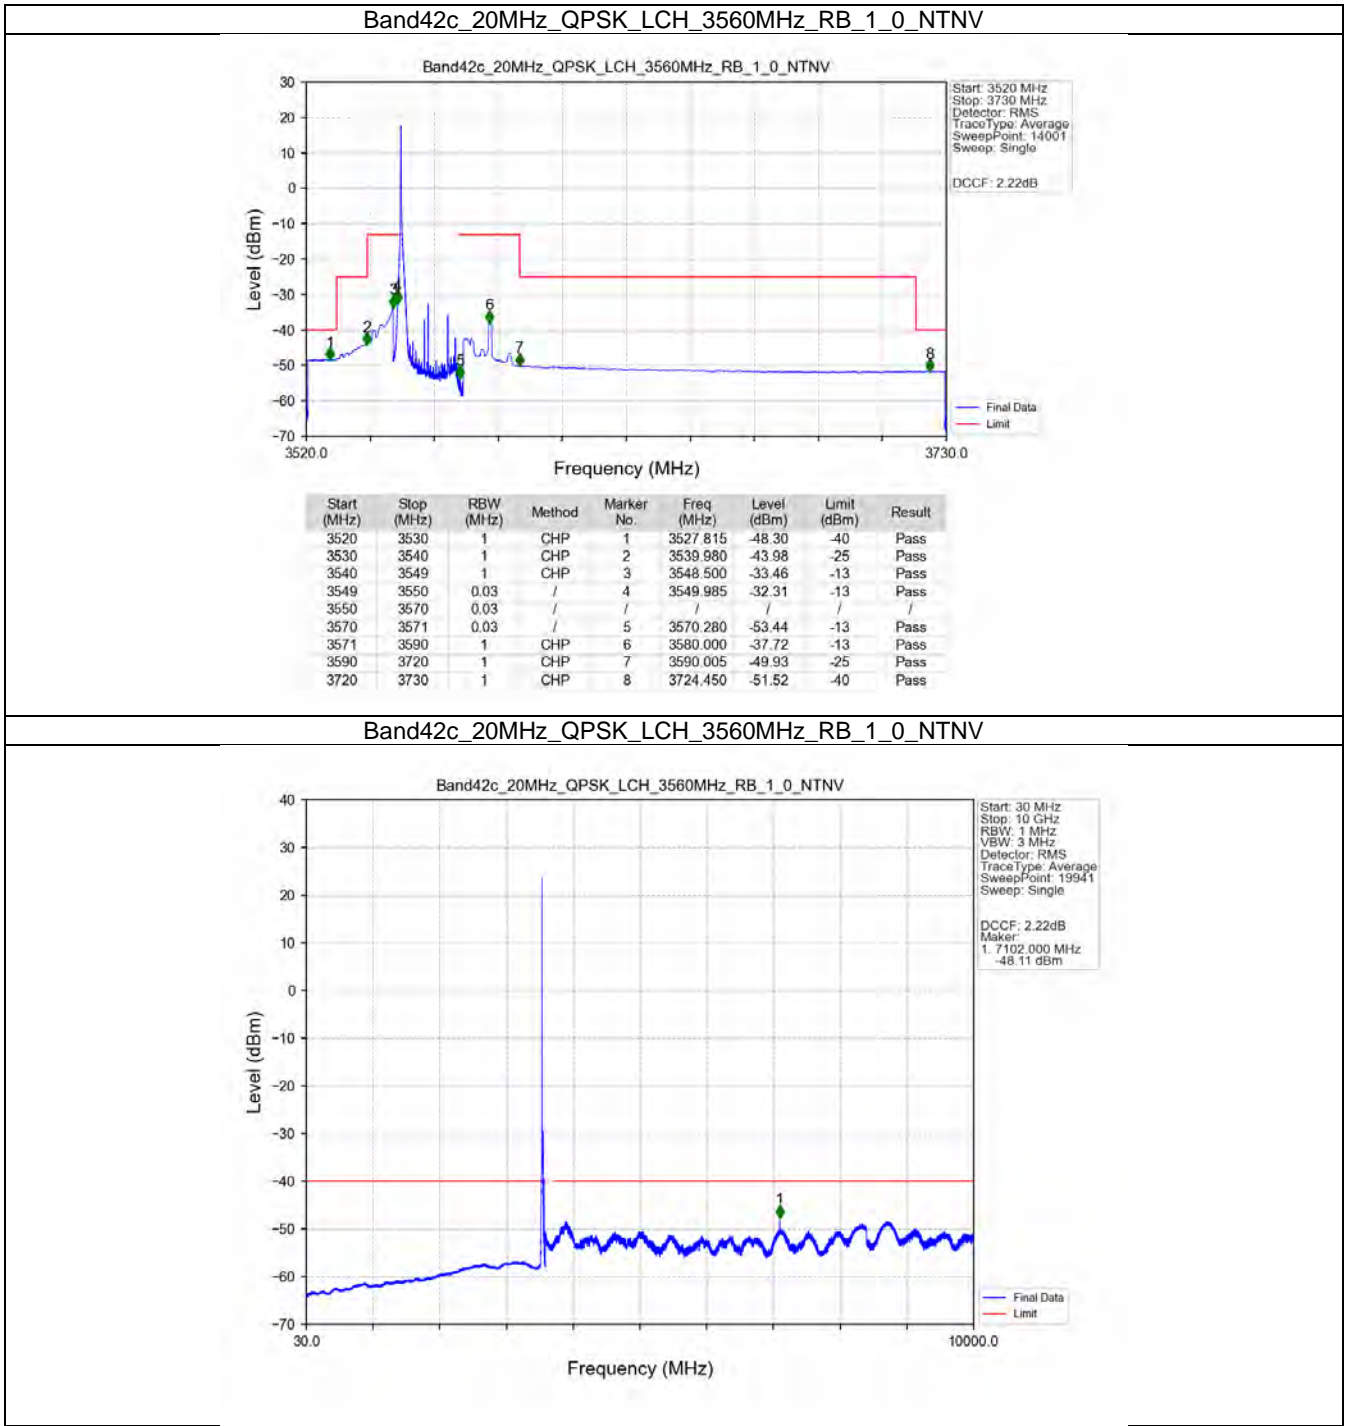 Band42c_20MHz_QPSK_LCH_3560MHz_RB_1_0_NTNV
Band42c_20MHz_QPSK_LCH_3560MHz_RB_1_0_NTNV
Start: 3520 MHz
Stop: 3730 MHz
Detector: RMS
TraceType: Average
SweepPoint: 14001
Sweep: Single
DCCF: 2.22dB
Level (dBm)
30
20
10
0
−10
−20
−30
−40
−50
−60
−70
1
2
3
4
5
6
7
8
3520.0
3730.0
Frequency (MHz)
Final Data
Limit
Start (MHz) Stop (MHz) RBW (MHz) Method Marker No. Freq (MHz) Level (dBm) Limit (dBm) Result
3520 3530 1 CHP 1 3527.815 -48.30 -40 Pass
3530 3540 1 CHP 2 3539.980 -43.98 -25 Pass
3540 3549 1 CHP 3 3548.500 -33.46 -13 Pass
3549 3550 0.03 / 4 3549.985 -32.31 -13 Pass
3550 3570 0.03 / / / / / /
3570 3571 0.03 / 5 3570.280 -53.44 -13 Pass
3571 3590 1 CHP 6 3580.000 -37.72 -13 Pass
3590 3720 1 CHP 7 3590.005 -49.93 -25 Pass
3720 3730 1 CHP 8 3724.450 -51.52 -40 Pass
Band42c_20MHz_QPSK_LCH_3560MHz_RB_1_0_NTNV
Band42c_20MHz_QPSK_LCH_3560MHz_RB_1_0_NTNV
Start: 30 MHz
Stop: 10 GHz
RBW: 1 MHz
VBW: 3 MHz
Detector: RMS
TraceType: Average
SweepPoint: 19941
Sweep: Single
DCCF: 2.22dB
Maker:
1. 7102.000 MHz
-48.11 dBm
Level (dBm)
40
30
20
10
0
−10
−20
−30
−40
−50
−60
−70
1
30.0
10000.0
Frequency (MHz)
Final Data
Limit